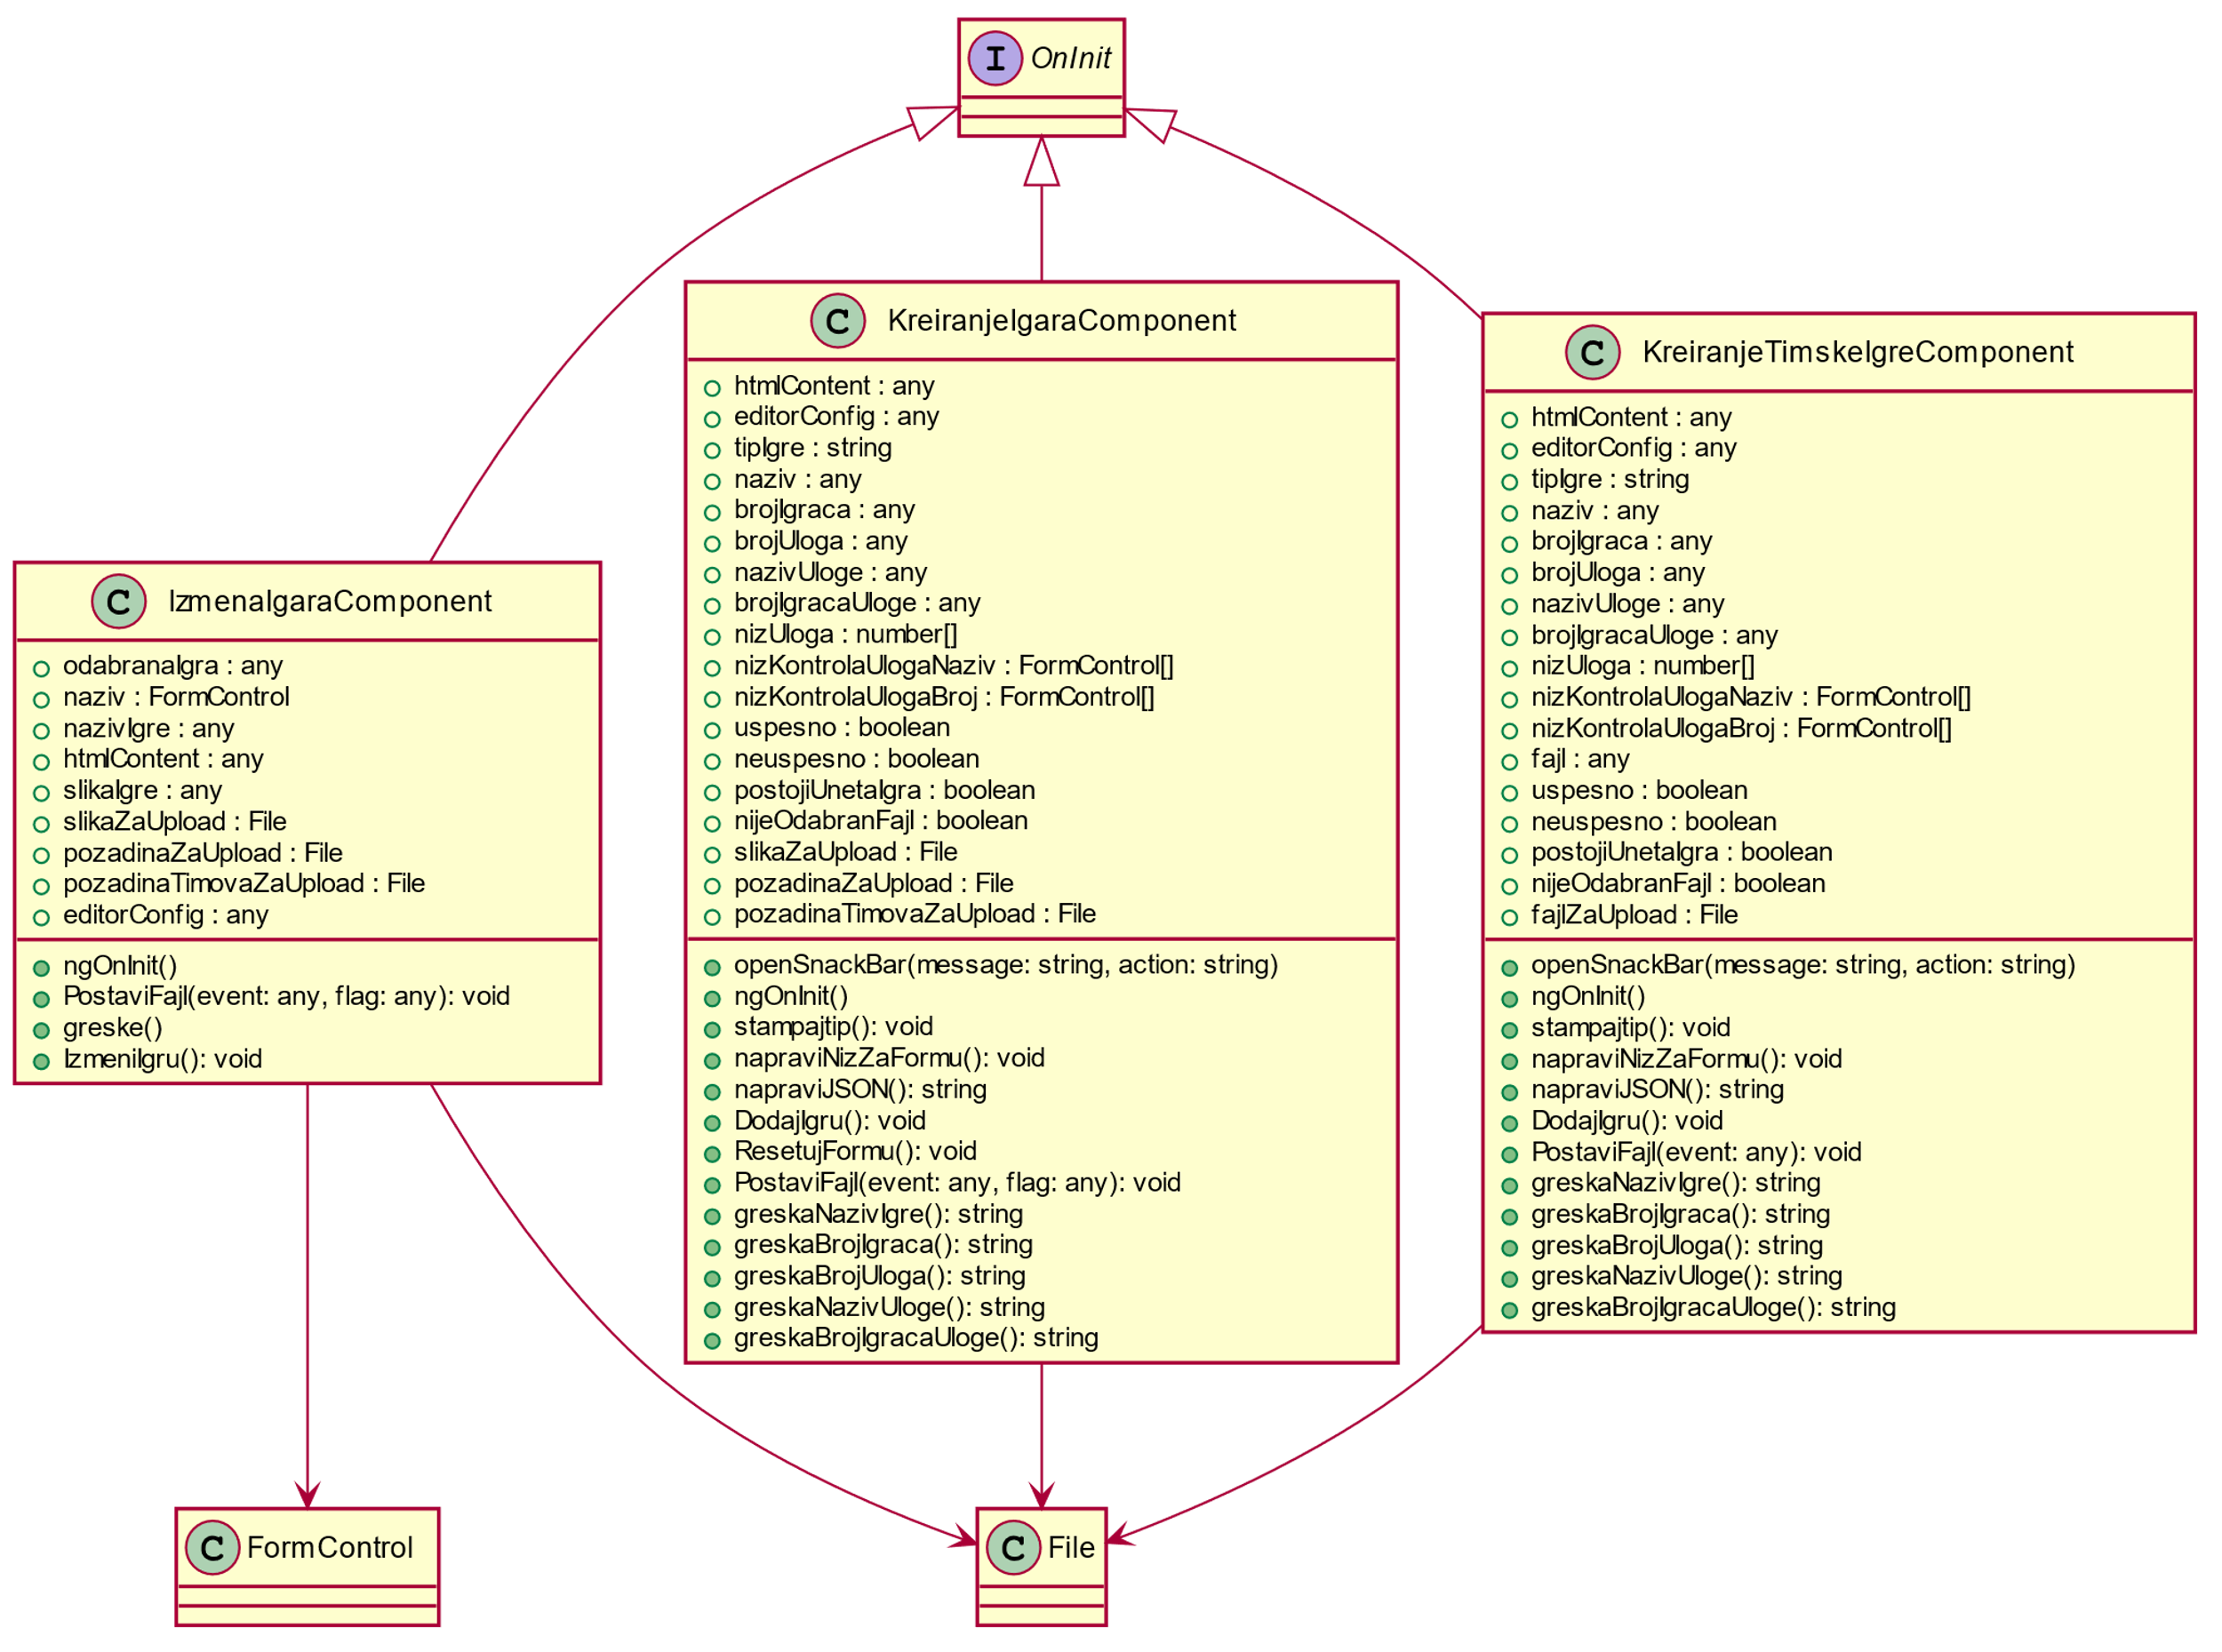 I OnInit
C IzmenaIgaraComponent
odabranaIgra : any
naziv : FormControl
nazivIgre : any
htmlContent : any
slikaIgre : any
slikaZaUpload : File
pozadinaZaUpload : File
pozadinaTimovaZaUpload : File
editorConfig : any
ngOnInit()
PostaviFajl(event: any, flag: any): void
greske()
IzmeniIgru(): void
C KreiranjeIgaraComponent
htmlContent : any
editorConfig : any
tipIgre : string
naziv : any
brojIgraca : any
brojUloga : any
nazivUloge : any
brojIgracaUloge : any
nizUloga : number[]
nizKontrolaUlogaNaziv : FormControl[]
nizKontrolaUlogaBroj : FormControl[]
uspesno : boolean
neuspesno : boolean
postojiUnetaIgra : boolean
nijeOdabranFajl : boolean
slikaZaUpload : File
pozadinaZaUpload : File
pozadinaTimovaZaUpload : File
openSnackBar(message: string, action: string)
ngOnInit()
stampajtip(): void
napraviNizZaFormu(): void
napraviJSON(): string
DodajIgru(): void
ResetujFormu(): void
PostaviFajl(event: any, flag: any): void
greskaNazivIgre(): string
greskaBrojIgraca(): string
greskaBrojUloga(): string
greskaNazivUloge(): string
greskaBrojIgracaUloge(): string
C KreiranjeTimskeIgreComponent
htmlContent : any
editorConfig : any
tipIgre : string
naziv : any
brojIgraca : any
brojUloga : any
nazivUloge : any
brojIgracaUloge : any
nizUloga : number[]
nizKontrolaUlogaNaziv : FormControl[]
nizKontrolaUlogaBroj : FormControl[]
fajl : any
uspesno : boolean
neuspesno : boolean
postojiUnetaIgra : boolean
nijeOdabranFajl : boolean
fajlZaUpload : File
openSnackBar(message: string, action: string)
ngOnInit()
stampajtip(): void
napraviNizZaFormu(): void
napraviJSON(): string
DodajIgru(): void
PostaviFajl(event: any): void
greskaNazivIgre(): string
greskaBrojIgraca(): string
greskaBrojUloga(): string
greskaNazivUloge(): string
greskaBrojIgracaUloge(): string
C FormControl
C File